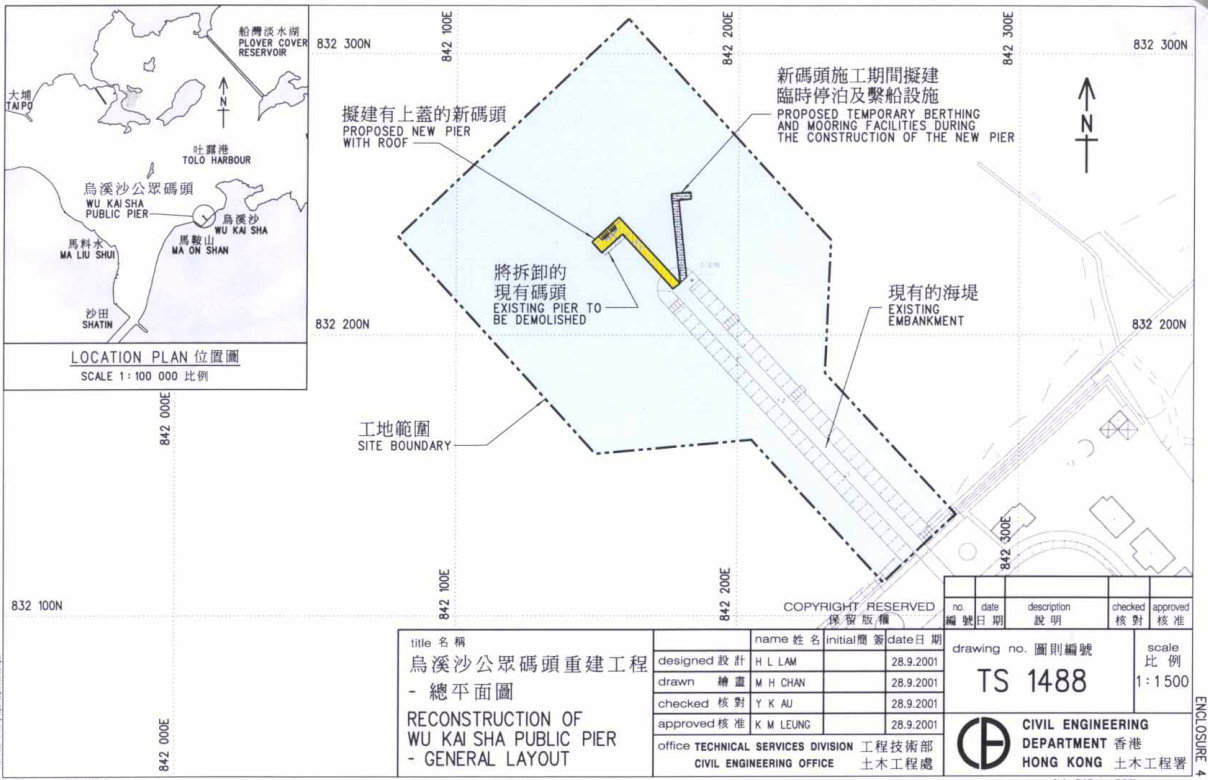 船灣淡水湖
PLOVER COVER
RESERVOIR
大埔
TAI PO
N
吐露港
TOLO HARBOUR
烏溪沙公眾碼頭
WU KAI SHA
PUBLIC PIER
烏溪沙
WU KAI SHA
馬鞍山
MA ON SHAN
馬料水
MA LIU SHUI
沙田
SHATIN
LOCATION PLAN 位置圖
SCALE 1:100 000 比例
842 100E
842 200E
842 300E
832 300N
832 300N
擬建有上蓋的新碼頭
PROPOSED NEW PIER
WITH ROOF
新碼頭施工期間擬建
臨時停泊及繫船設施
PROPOSED TEMPORARY BERTHING
AND MOORING FACILITIES DURING
THE CONSTRUCTION OF THE NEW PIER
N
將拆卸的
現有碼頭
EXISTING PIER TO
BE DEMOLISHED
現有的海堤
EXISTING
EMBANKMENT
832 200N
832 200N
842 000E
工地範圍
SITE BOUNDARY
842 300E
842 100E
842 200E
832 100N
842 000E
COPYRIGHT RESERVED
保留版權
no. date description checked approved
編號 日期 說明 核對 核准
title 名稱
烏溪沙公眾碼頭重建工程
- 總平面圖
RECONSTRUCTION OF
WU KAI SHA PUBLIC PIER
- GENERAL LAYOUT
name 姓名 initial 簡簽 date 日期
designed 設計 H L LAM 28.9.2001
drawn 繪畫 M H CHAN 28.9.2001
checked 核對 Y K AU 28.9.2001
approved 核准 K M LEUNG 28.9.2001
office TECHNICAL SERVICES DIVISION 工程技術部
CIVIL ENGINEERING OFFICE 土木工程處
drawing no. 圖則編號
TS 1488
scale
比例
1:1500
CIVIL ENGINEERING
DEPARTMENT 香港
HONG KONG 土木工程署
ENCLOSURE 4